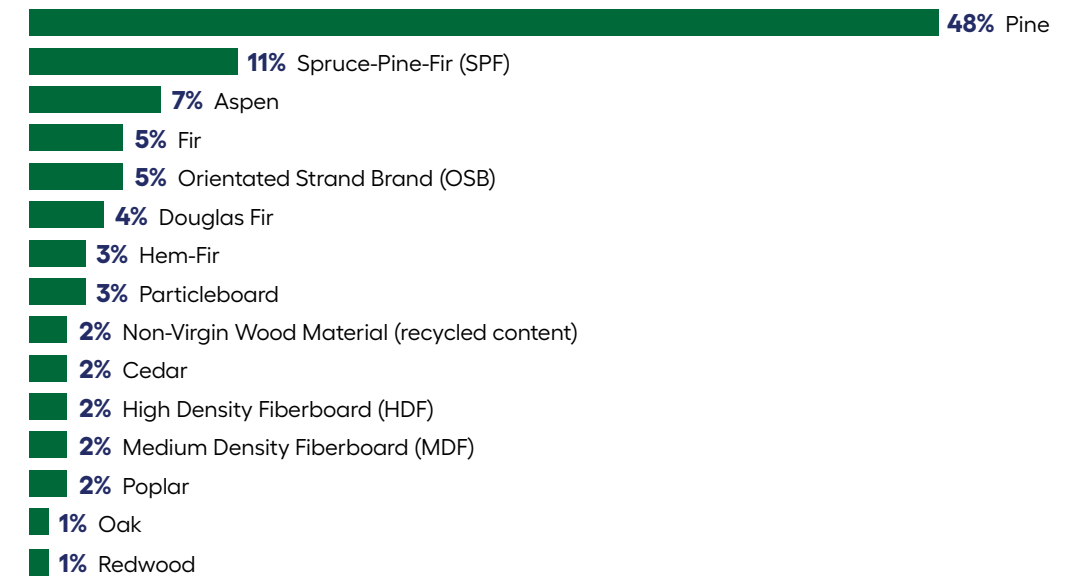 48% Pine
11% Spruce-Pine-Fir (SPF)
7% Aspen
5% Fir
5% Orientated Strand Brand (OSB)
4% Douglas Fir
3% Hem-Fir
3% Particleboard
2% Non-Virgin Wood Material (recycled content)
2% Cedar
2% High Density Fiberboard (HDF)
2% Medium Density Fiberboard (MDF)
2% Poplar
1% Oak
1% Redwood